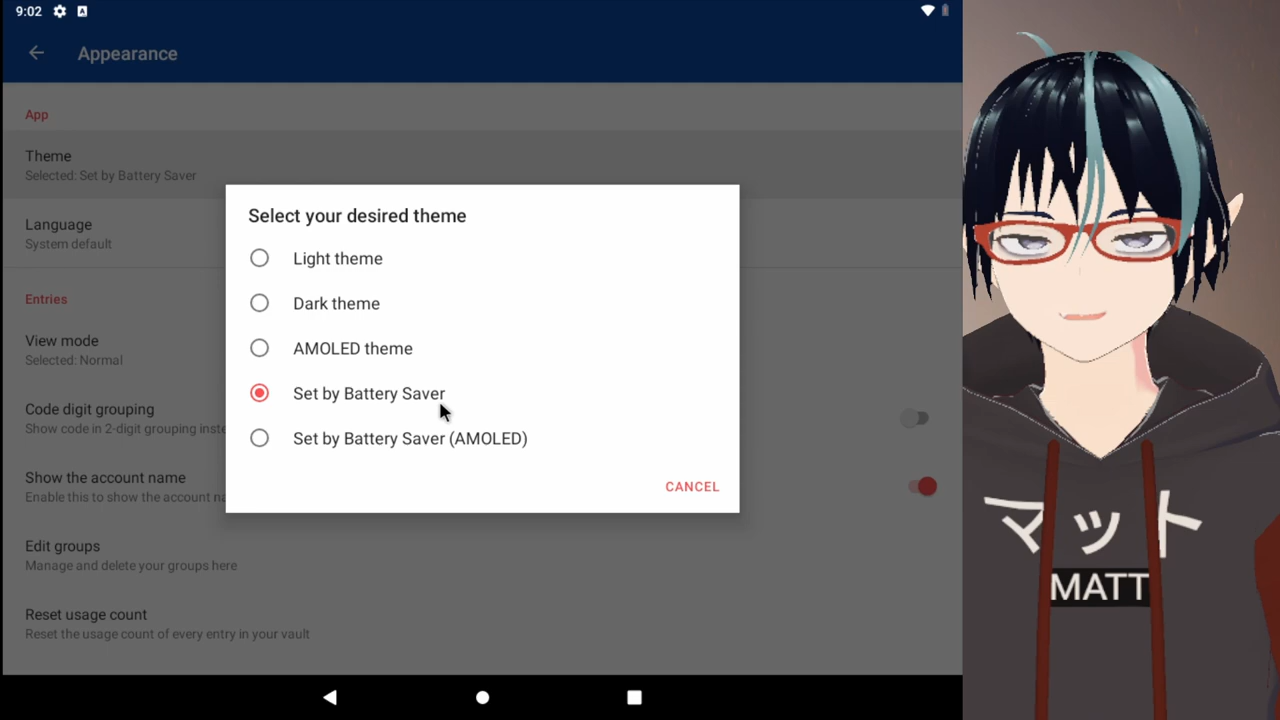 9:02
Appearance
App
Theme
Selected: Set by Battery Saver
Language
System default
Entries
View mode
Selected: Normal
Code digit grouping
Show code in 2-digit grouping
Show the account name
Enable this to show the account
Edit groups
Manage and delete your groups here
Reset usage count
Reset the usage count of every entry in your vault
Select your desired theme
Light theme
Dark theme
AMOLED theme
Set by Battery Saver
Set by Battery Saver (AMOLED)
CANCEL
マット
MATT